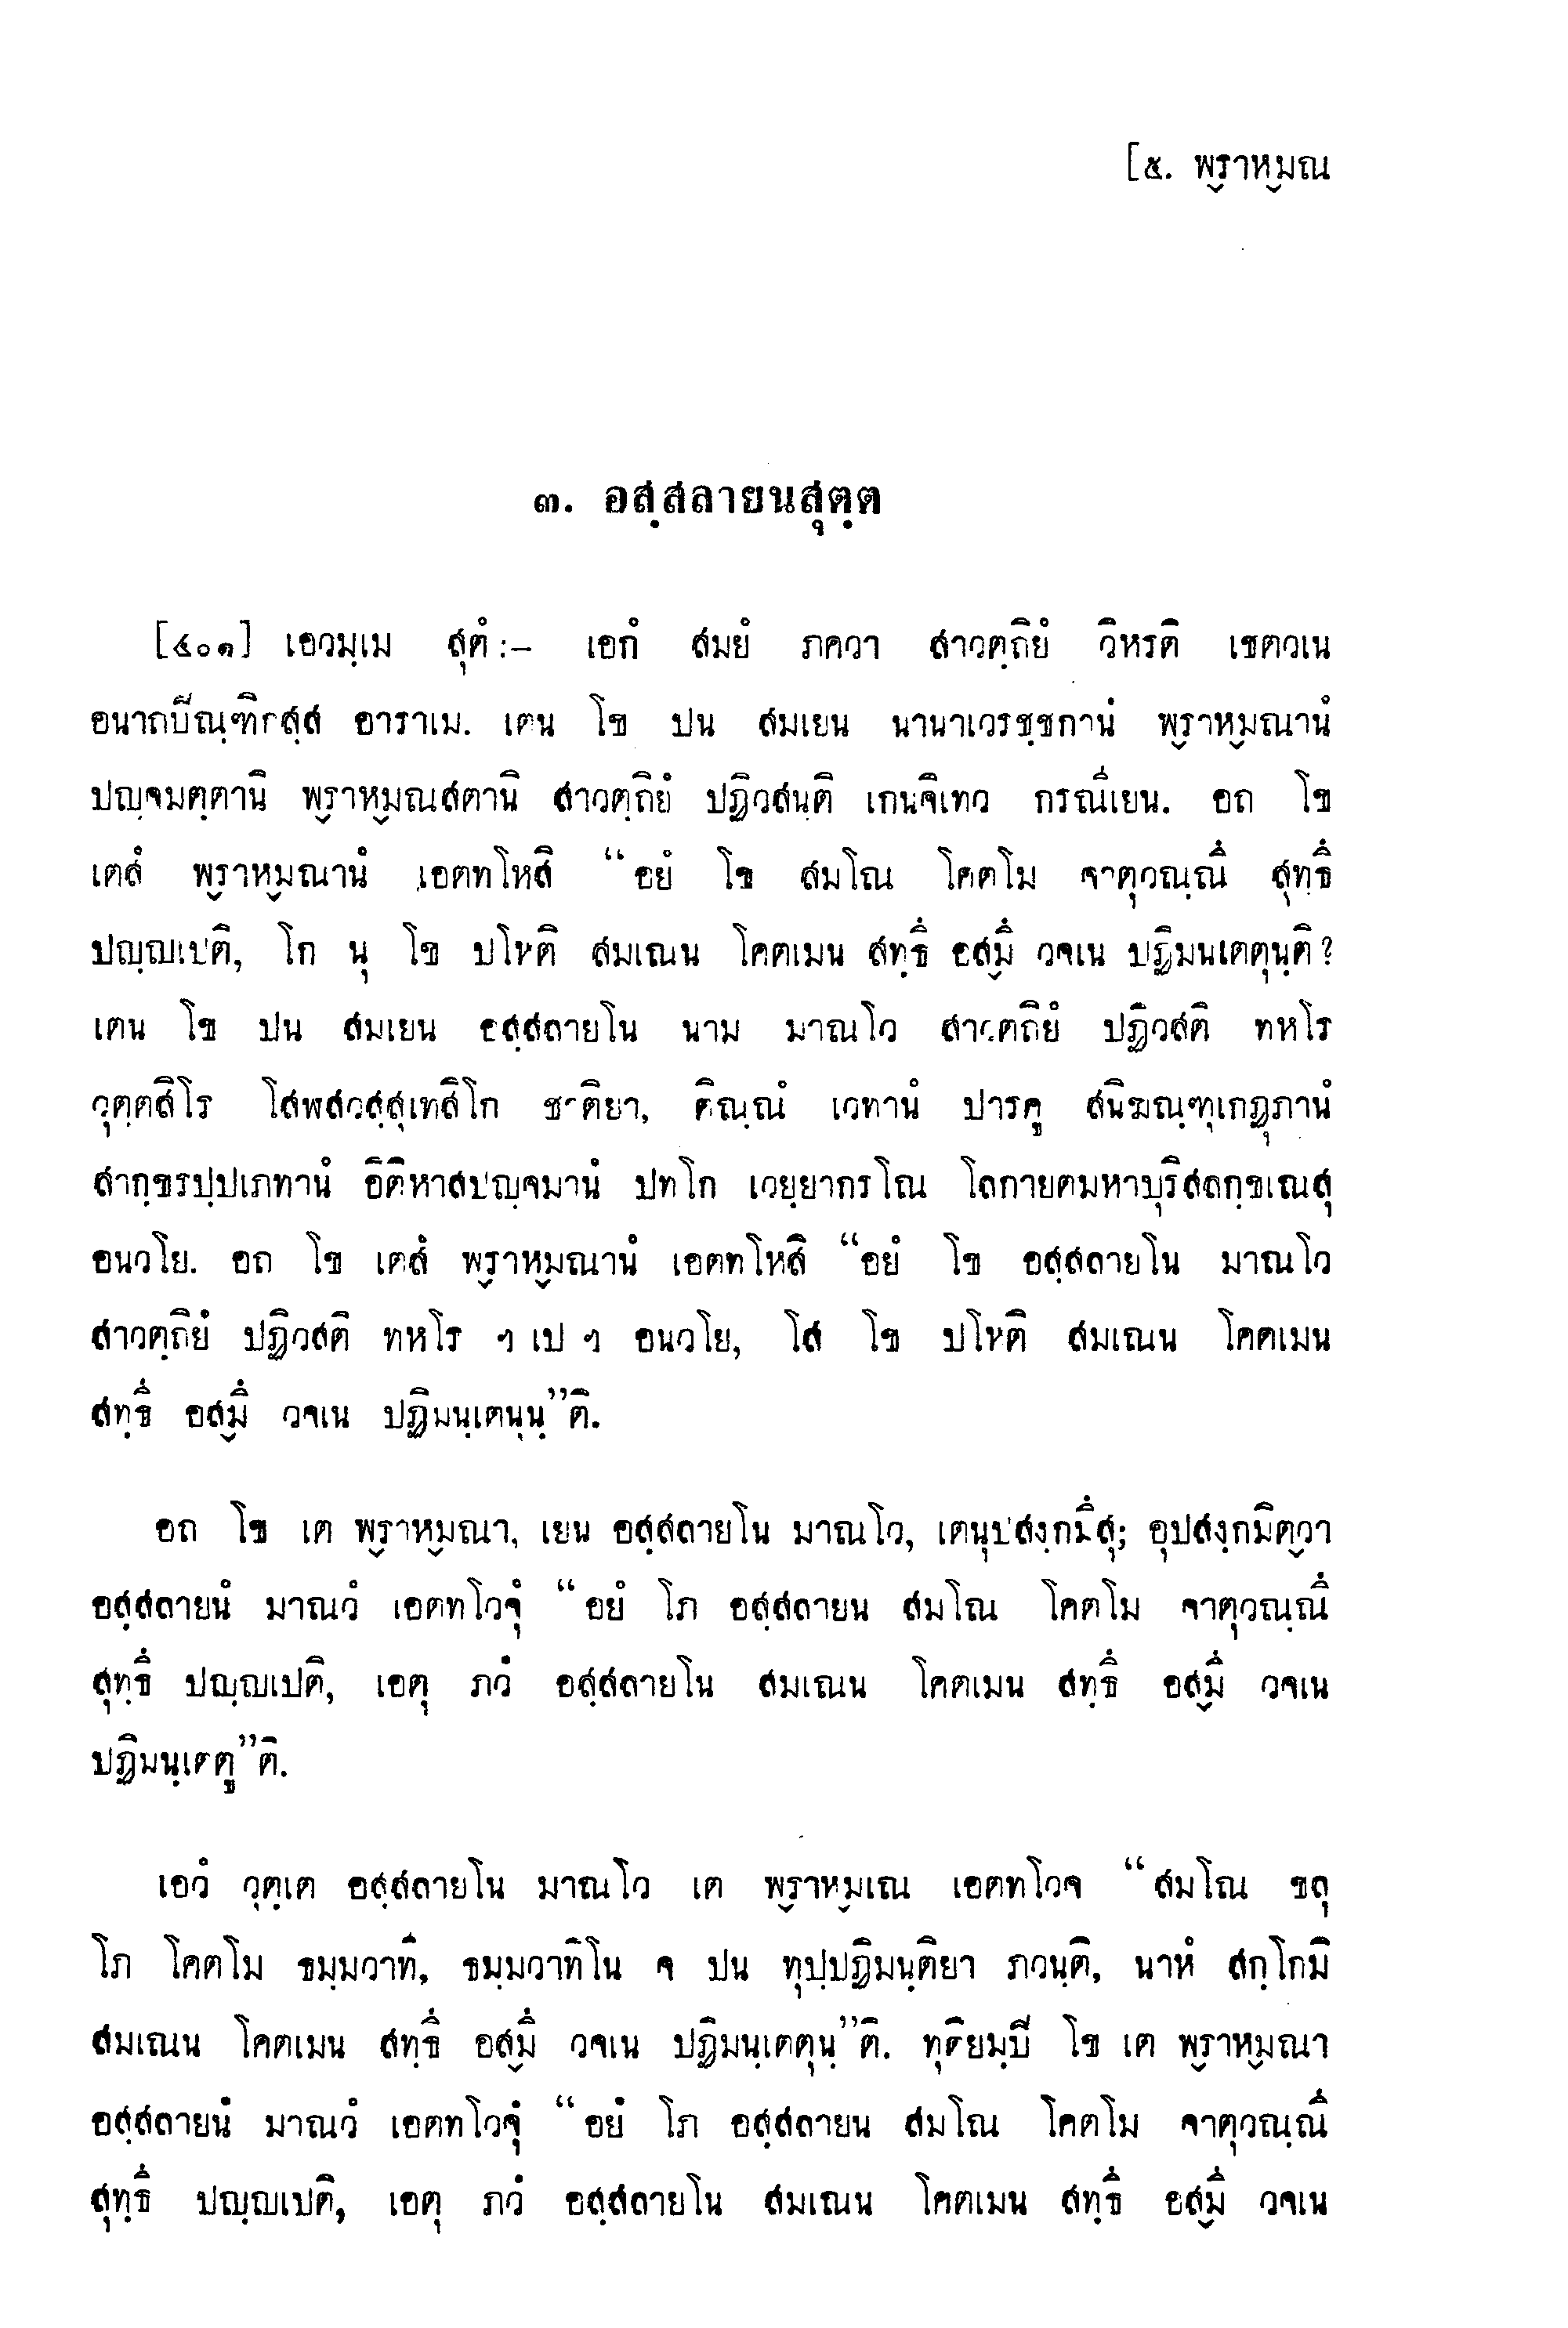 [๕. พฺราหฺมณ
๓. อสฺสลายนสุตฺต
[๔๐๑] เอวมฺเม สุตํ :– เอกํ สมยํ ภควา สาวตฺถิยํ วิหรติ เชตวเน
อนาถปิณฺฑิกสฺส อาราเม. เตน โข ปน สมเยน นานาเวรชฺชกานํ พฺราหฺมณานํ
ปญฺจมตฺตานิ พฺราหฺมณสตานิ สาวตฺถิยํ ปฏิวสนฺติ เกนจิเทว กรณีเยน. อถ โข
เตสํ พฺราหฺมณานํ เอตทโหสิ “อยํ โข สมโณ โคตโม จาตุวณฺณึ สุทฺธึ
ปญฺญเปติ, โก นุ โข ปโหติ สมเณน โคตเมน สทฺธึ อสฺมึ วจเน ปฏิมนเตตุนฺติ?
เตน โข ปน สมเยน อสฺสลายโน นาม มาณโว สาวตฺถิยํ ปฏิวสติ ทหโร
วุตฺตสิโร โสฬสวสฺสุทฺเทสิโก ชาติยา, ติณฺณํ เวทานํ ปารคู สนิฆณฺฑุเกฏุภานํ
สากฺขรปฺปเภทานํ อิติหาสปญฺจมานํ ปทโก เวยฺยากรโณ โลกายตมหาปุริสลกฺขเณสุ
อนวโย. อถ โข เตสํ พฺราหฺมณานํ เอตทโหสิ “อยํ โข อสฺสลายโน มาณโว
สาวตฺถิยํ ปฏิวสติ ทหโร ฯ เป ฯ อนวโย, โส โข ปโหติ สมเณน โคตเมน
สทฺธึ อสฺมึ วจเน ปฏิมนฺเตตุนฺ”ติ.
อถ โข เต พฺราหฺมณา, เยน อสฺสลายโน มาณโว, เตนุปสงฺกมึสุ; อุปสงฺกมิตฺวา
อสฺสลายนํ มาณวํ เอตทโวจุํ “อยํ โภ อสฺสลายน สมโณ โคตโม จาตุวณฺณึ
สุทฺธึ ปญฺญเปติ, เอตุ ภวํ อสฺสลายโน สมเณน โคตเมน สทฺธึ อสฺมึ วจเน
ปฏิมนฺเตตู”ติ.
เอวํ วุตฺเต อสฺสลายโน มาณโว เต พฺราหฺมเณ เอตทโวจ “สมโณ ขลุ
โภ โคตโม ธมฺมวาที, ธมฺมวาทิโน จ ปน ทุปฺปฏิมนฺติยา ภวนฺติ, นาหํ สกฺโกมิ
สมเณน โคตเมน สทฺธึ อสฺมึ วจเน ปฏิมนฺเตตุนฺ”ติ. ทุติยมฺปิ โข เต พฺราหฺมณา
อสฺสลายนํ มาณวํ เอตทโวจุํ “อยํ โภ อสฺสลายน สมโณ โคตโม จาตุวณฺณึ
สุทฺธึ ปญฺญเปติ, เอตุ ภวํ อสฺสลายโน สมเณน โคตเมน สทฺธึ อสฺมึ วจเน